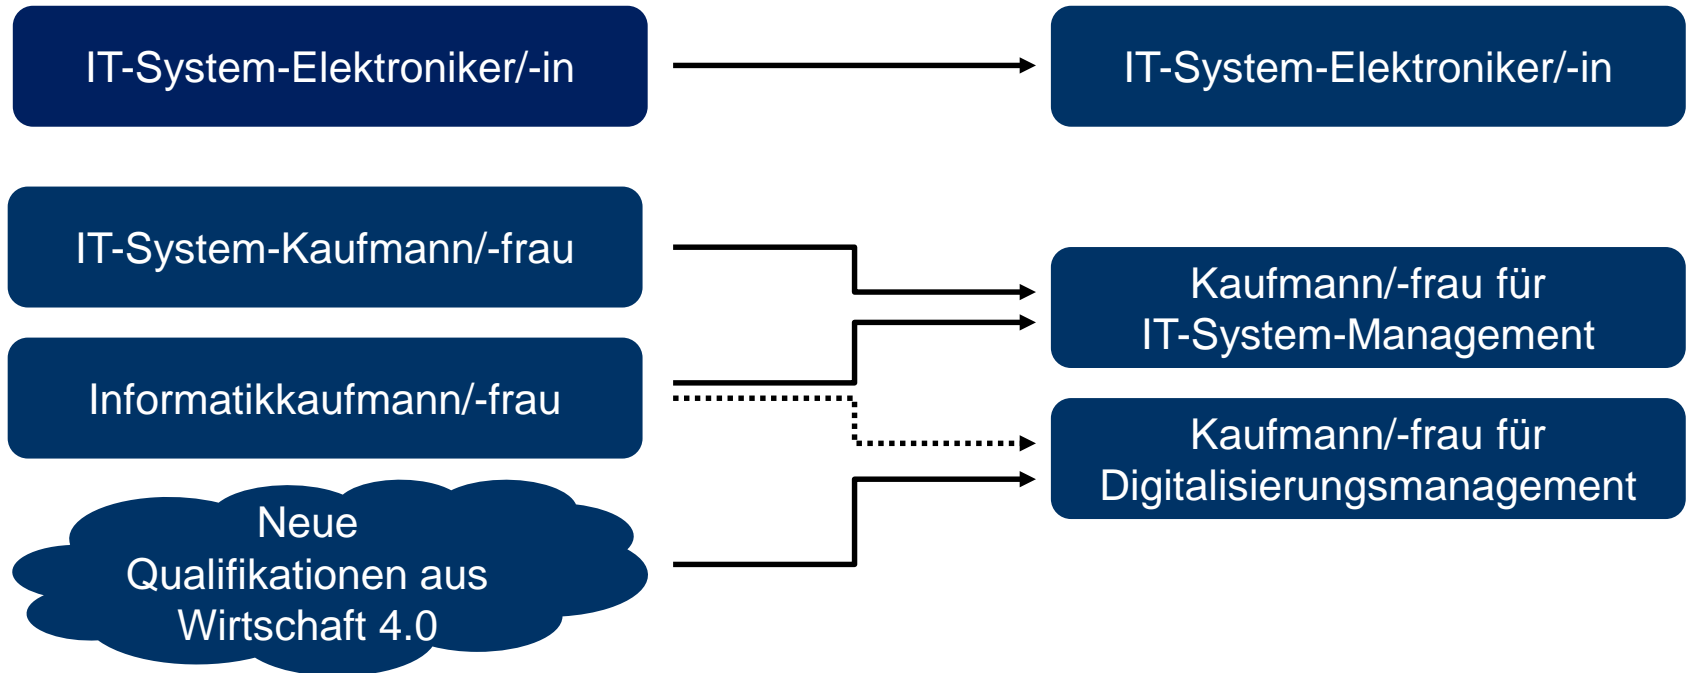 IT-System-Elektroniker/-in
IT-System-Elektroniker/-in
IT-System-Kaufmann/-frau
Kaufmann/-frau für
IT-System-Management
Informatikkaufmann/-frau
Kaufmann/-frau für
Digitalisierungsmanagement
Neue
Qualifikationen aus
Wirtschaft 4.0